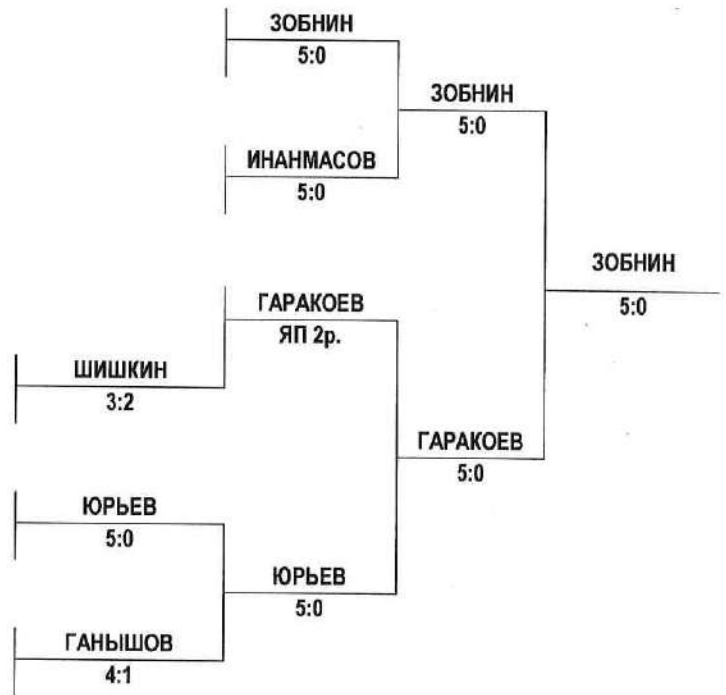 ЗОБНИН
5:0
ЗОБНИН
5:0
ИНАНМАСОВ
5:0
ЗОБНИН
5:0
ГАРАКОЕВ
ЯП 2р.
ШИШКИН
3:2
ГАРАКОЕВ
5:0
ЮРЬЕВ
5:0
ЮРЬЕВ
5:0
ГАНЫШОВ
4:1